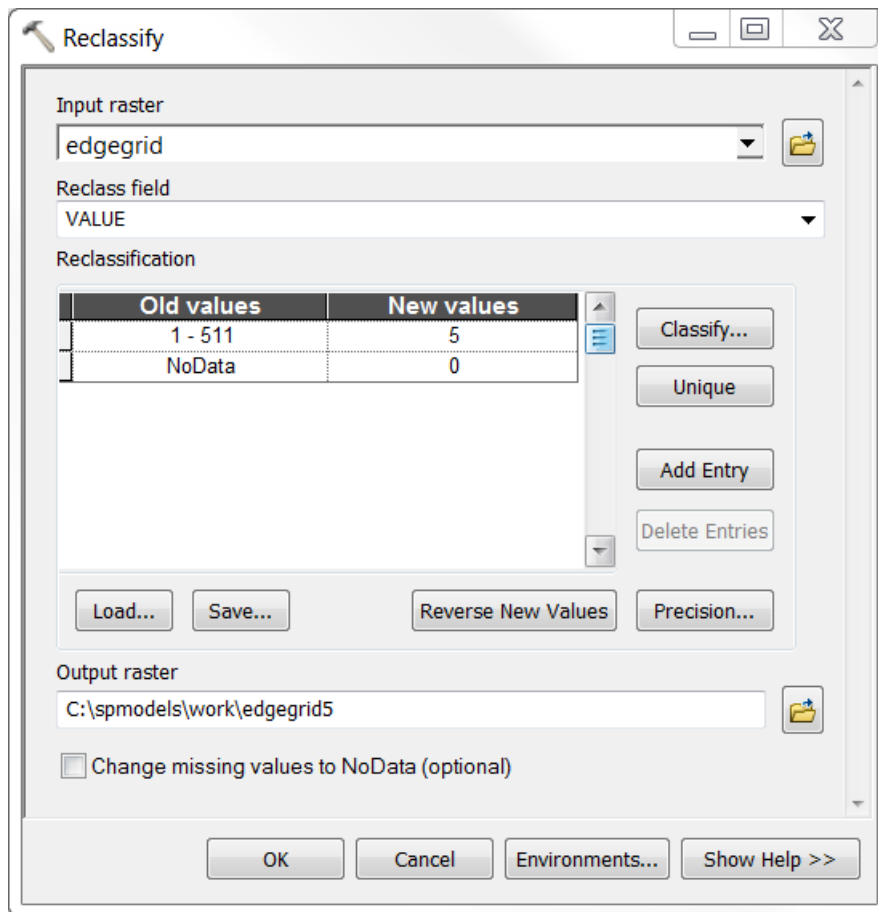 Reclassify
Input raster
edgegrid
Reclass field
VALUE
Reclassification
Old values New values
1 - 511 5
NoData 0
Classify...
Unique
Add Entry
Delete Entries
Load... Save... Reverse New Values Precision...
Output raster
C:\spmodels\work\edgegrid5
Change missing values to NoData (optional)
OK Cancel Environments... Show Help >>